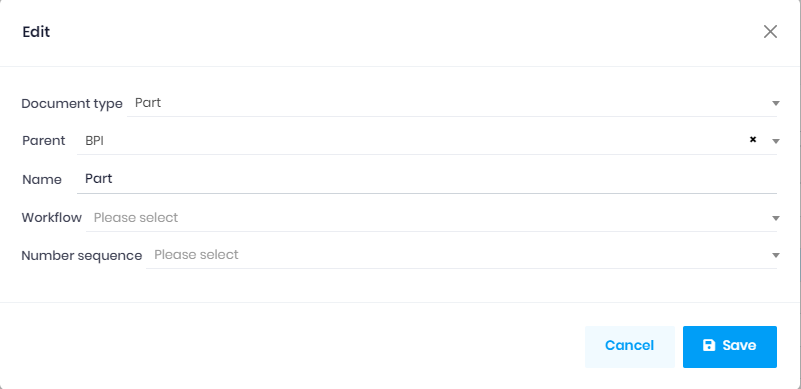 Edit
Document type Part
Parent BPI
Name Part
Workflow Please select
Number sequence Please select
Cancel Save